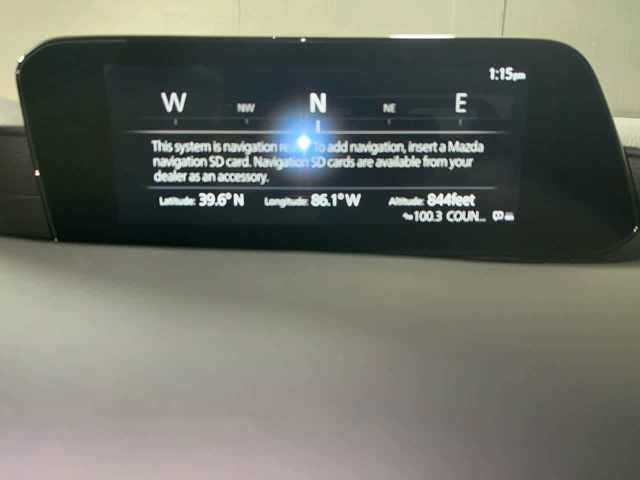 1:15pm
W NW N NE E
This system is navigation To add navigation, insert a Mazda
navigation SD card. Navigation SD cards are available from your
dealer as an accessory.
Latitude: 39.6° N Longitude: 86.1° W Altitude: 844feet
100.3 COUN...